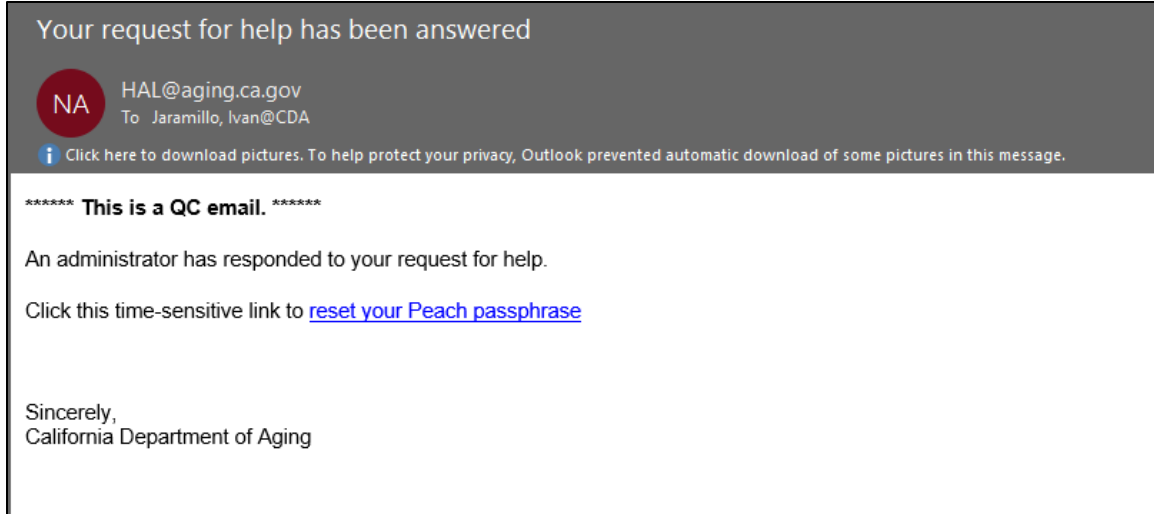 Your request for help has been answered
NA
HAL@aging.ca.gov
To Jaramillo, Ivan@CDA
i Click here to download pictures. To help protect your privacy, Outlook prevented automatic download of some pictures in this message.
****** This is a QC email. ******
An administrator has responded to your request for help.
Click this time-sensitive link to reset your Peach passphrase
Sincerely,
California Department of Aging